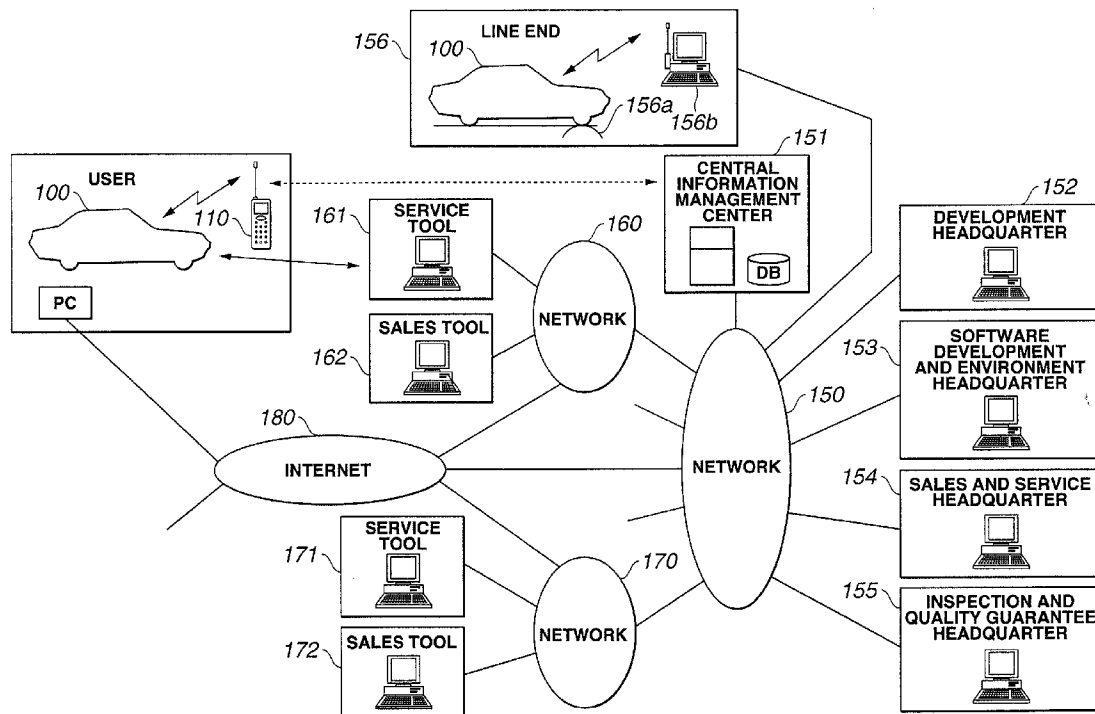 156
LINE END
100
156a
156b
151
CENTRAL
INFORMATION
MANAGEMENT
CENTER
DB
USER
100
110
PC
161
SERVICE
TOOL
160
NETWORK
SALES TOOL
162
152
DEVELOPMENT
HEADQUARTER
153
SOFTWARE
DEVELOPMENT
AND ENVIRONMENT
HEADQUARTER
150
NETWORK
180
INTERNET
154
SALES AND SERVICE
HEADQUARTER
SERVICE
TOOL
171
170
NETWORK
172
SALES TOOL
155
INSPECTION AND
QUALITY GUARANTEE
HEADQUARTER